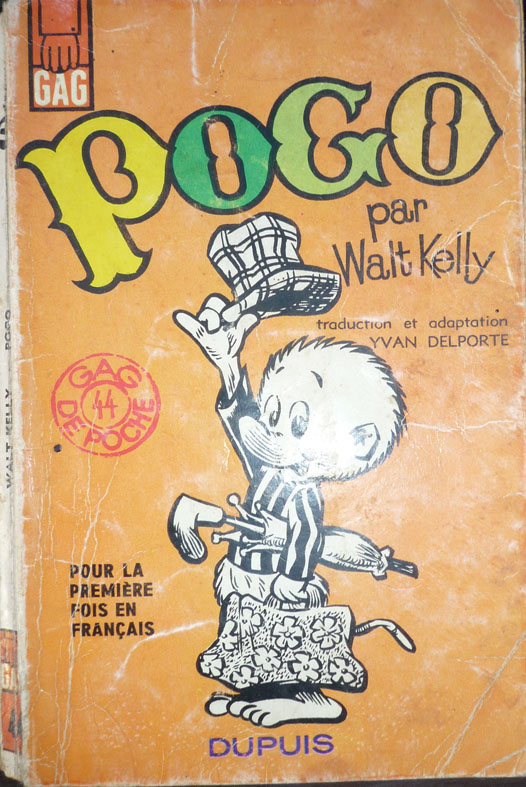 GAG
POGO
par
Walt Kelly
traduction et adaptation
YVAN DELPORTE
GAG
44
DE POCHE
POUR LA
PREMIÈRE
FOIS EN
FRANÇAIS
DUPUIS
WALT KELLY POGO